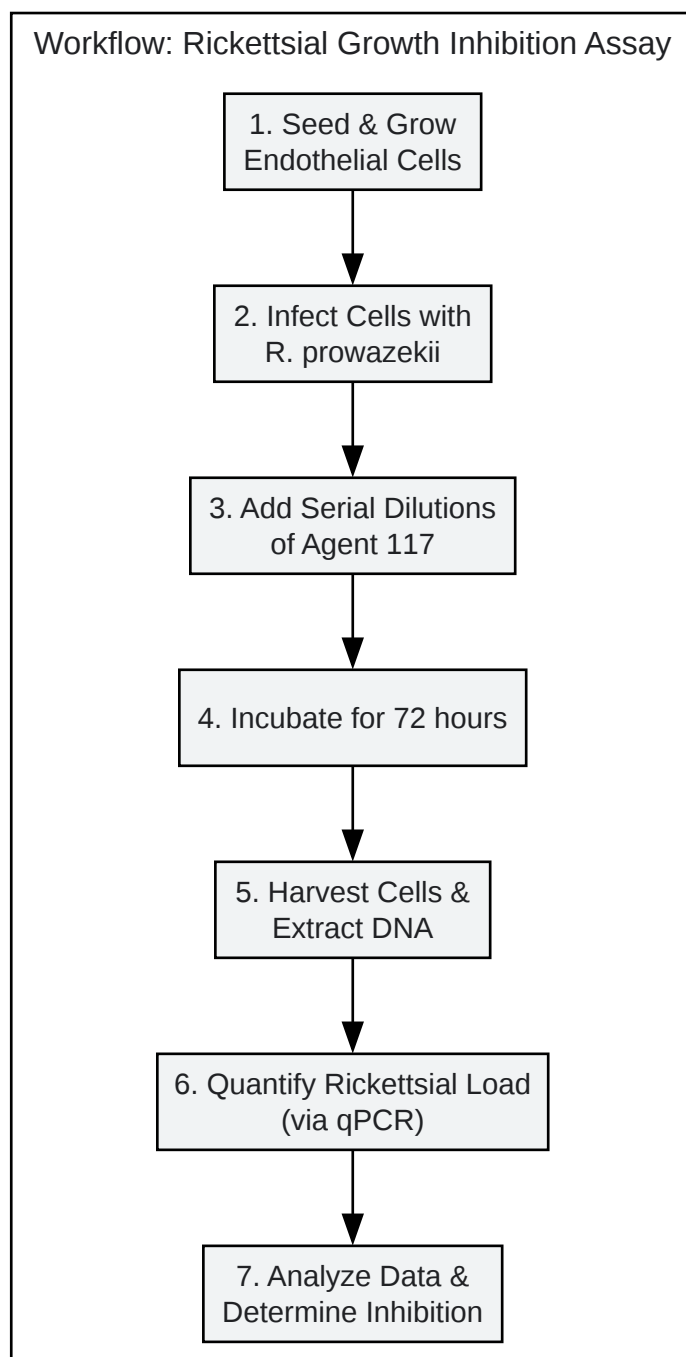 Workflow: Rickettsial Growth Inhibition Assay
1. Seed & Grow
Endothelial Cells
2. Infect Cells with
R. prowazekii
3. Add Serial Dilutions
of Agent 117
4. Incubate for 72 hours
5. Harvest Cells &
Extract DNA
6. Quantify Rickettsial Load
(via qPCR)
7. Analyze Data &
Determine Inhibition